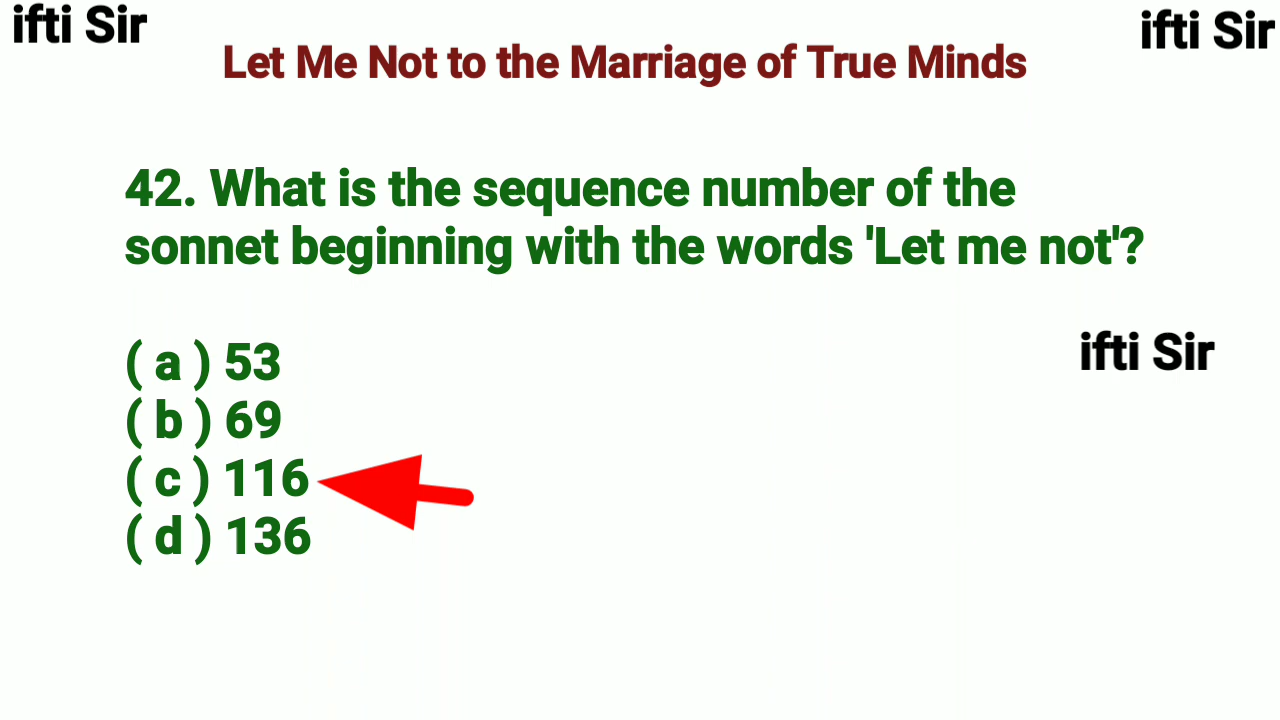 ifti Sir
ifti Sir
Let Me Not to the Marriage of True Minds
42. What is the sequence number of the
sonnet beginning with the words 'Let me not'?
ifti Sir
( a ) 53
( b ) 69
( c ) 116
( d ) 136